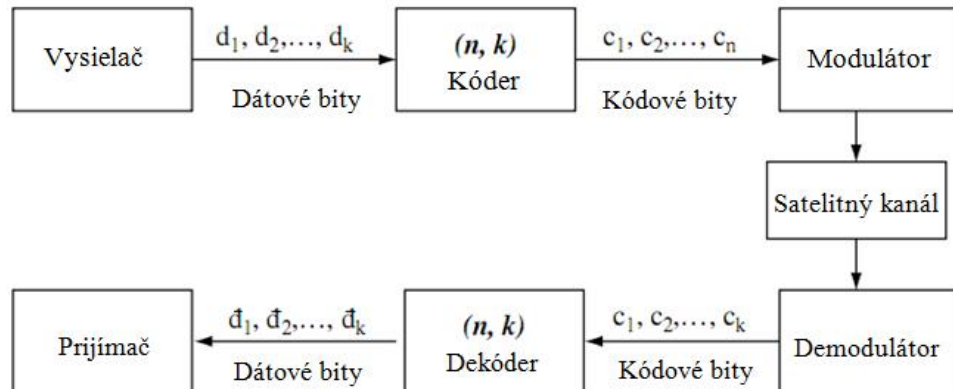 Vysielač
d₁, d₂,..., dₖ
Dátové bity
(n, k)
Kóder
c₁, c₂,..., cₙ
Kódové bity
Modulátor
Satelitný kanál
Demodulátor
c₁, c₂,..., cₖ
Kódové bity
(n, k)
Dekóder
đ₁, đ₂,..., đₖ
Dátové bity
Prijímač